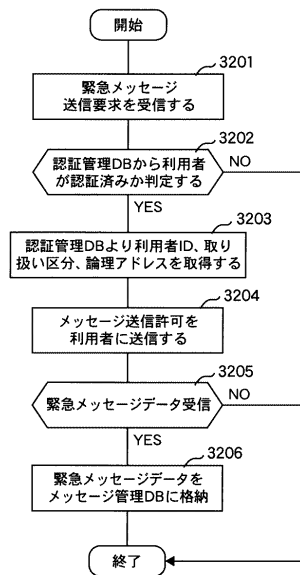 開始
3201
緊急メッセージ
送信要求を受信する
3202
認証管理DBから利用者
が認証済みか判定する
NO
YES
3203
認証管理DBより利用者ID、取り
扱い区分、論理アドレスを取得する
3204
メッセージ送信許可を
利用者に送信する
3205
緊急メッセージデータ受信
NO
YES
3206
緊急メッセージデータを
メッセージ管理DBに格納
終了